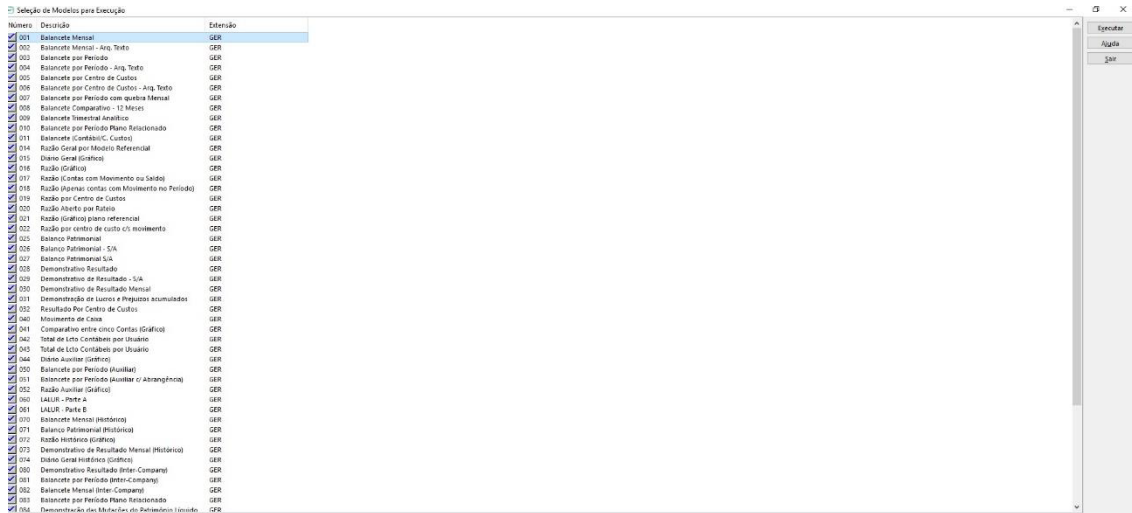 Seleção de Modelos para Execução
Número Descrição Extensão
001 Balancete Mensal GER
002 Balancete Mensal - Arq. Texto GER
003 Balancete por Período GER
004 Balancete por Período - Arq. Texto GER
005 Balancete por Centro de Custos GER
006 Balancete por Centro de Custos - Arq. Texto GER
007 Balancete por Período com quebra Mensal GER
008 Balancete Comparativo - 12 Meses GER
009 Balancete Trimestral Analítico GER
010 Balancete por Período Plano Relacionado GER
011 Balancete (Contábil/C. Custos) GER
014 Razão Geral por Modelo Referencial GER
015 Diário Geral (Gráfico) GER
016 Razão (Gráfico) GER
017 Razão (Contas com Movimento ou Saldo) GER
018 Razão (Apenas contas com Movimento no Período) GER
019 Razão por Centro de Custos GER
020 Razão Aberto por Rateio GER
021 Razão (Gráfico) plano referencial GER
022 Razão por centro de custo c/s movimento GER
025 Balanço Patrimonial GER
026 Balanço Patrimonial - S/A GER
027 Balanço Patrimonial S/A GER
028 Demonstrativo Resultado GER
029 Demonstrativo de Resultado - S/A GER
030 Demonstrativo de Resultado Mensal GER
031 Demonstração de Lucros e Prejuízos acumulados GER
032 Resultado Por Centro de Custos GER
040 Movimento de Caixa GER
041 Comparativo entre cinco Contas (Gráfico) GER
042 Total de Lcto Contábeis por Usuário GER
043 Total de Lcto Contábeis por Usuário GER
044 Diário Auxiliar (Gráfico) GER
050 Balancete por Período (Auxiliar) GER
051 Balancete por Período (Auxiliar c/ Abrangência) GER
052 Razão Auxiliar (Gráfico) GER
060 LALUR - Parte A GER
061 LALUR - Parte B GER
070 Balancete Mensal (Histórico) GER
071 Balanço Patrimonial (Histórico) GER
072 Razão Histórico (Gráfico) GER
073 Demonstrativo de Resultado Mensal (Histórico) GER
074 Diário Geral Histórico (Gráfico) GER
080 Demonstrativo Resultado (Inter-Company) GER
081 Balancete por Período (Inter-Company) GER
082 Balancete Mensal (Inter-Company) GER
083 Balancete por Período Plano Relacionado GER
084 Demonstração das Mutações do Patrimônio Líquido GER
Executar
Ajuda
Sair